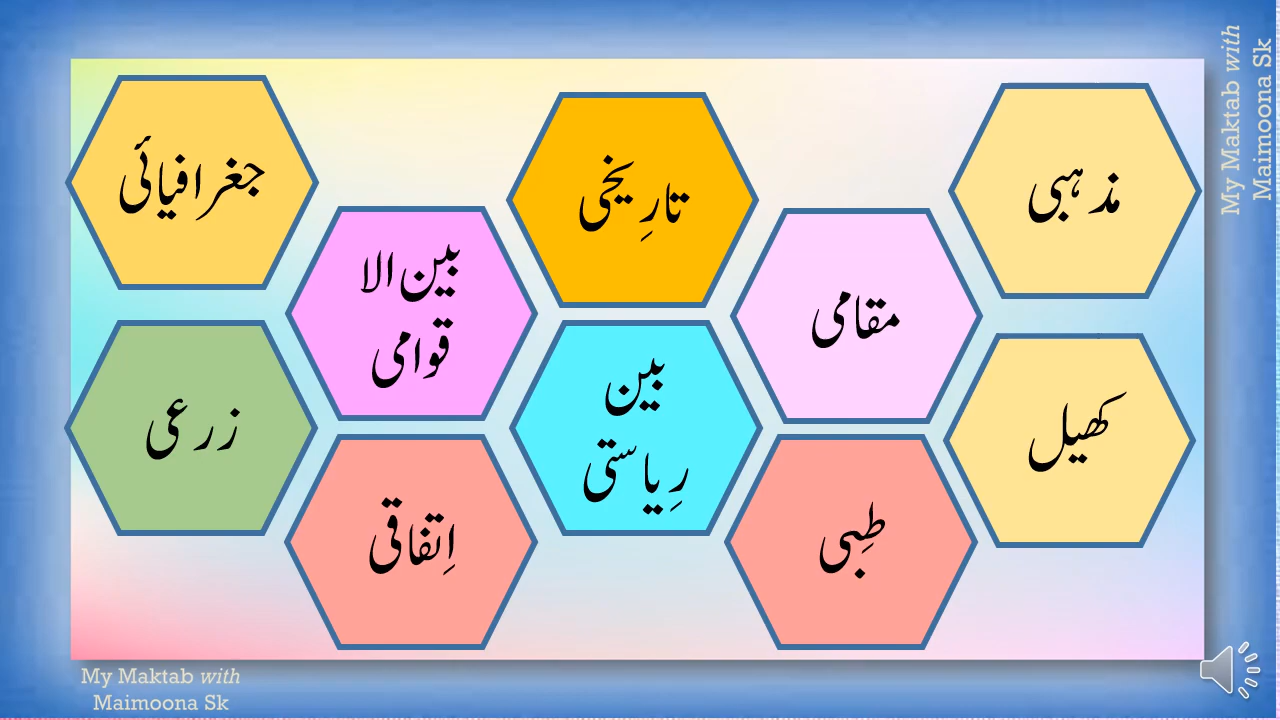 My Maktab with
Maimoona Sk
مذہبی
تارِیخی
جغرافیائی
مقامی
بین الا
قوامی
کھیل
بین
رِیاستی
زرعی
طِبی
اِتفاقی
My Maktab with
Maimoona Sk